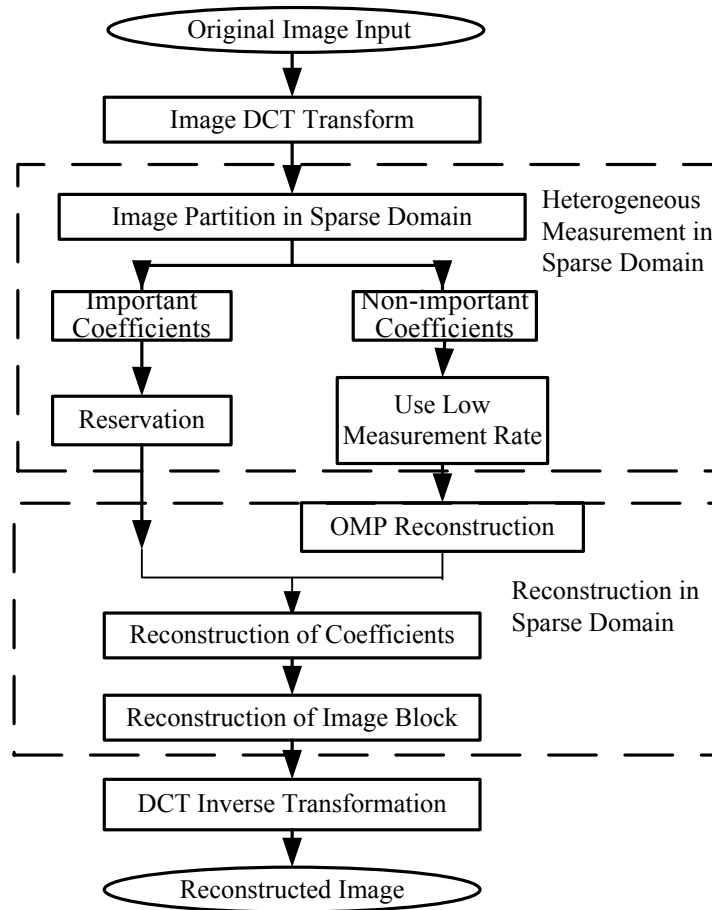 Original Image Input
Image DCT Transform
Image Partition in Sparse Domain
Heterogeneous
Measurement in
Sparse Domain
Important
Coefficients
Non-important
Coefficients
Reservation
Use Low
Measurement Rate
OMP Reconstruction
Reconstruction in
Sparse Domain
Reconstruction of Coefficients
Reconstruction of Image Block
DCT Inverse Transformation
Reconstructed Image